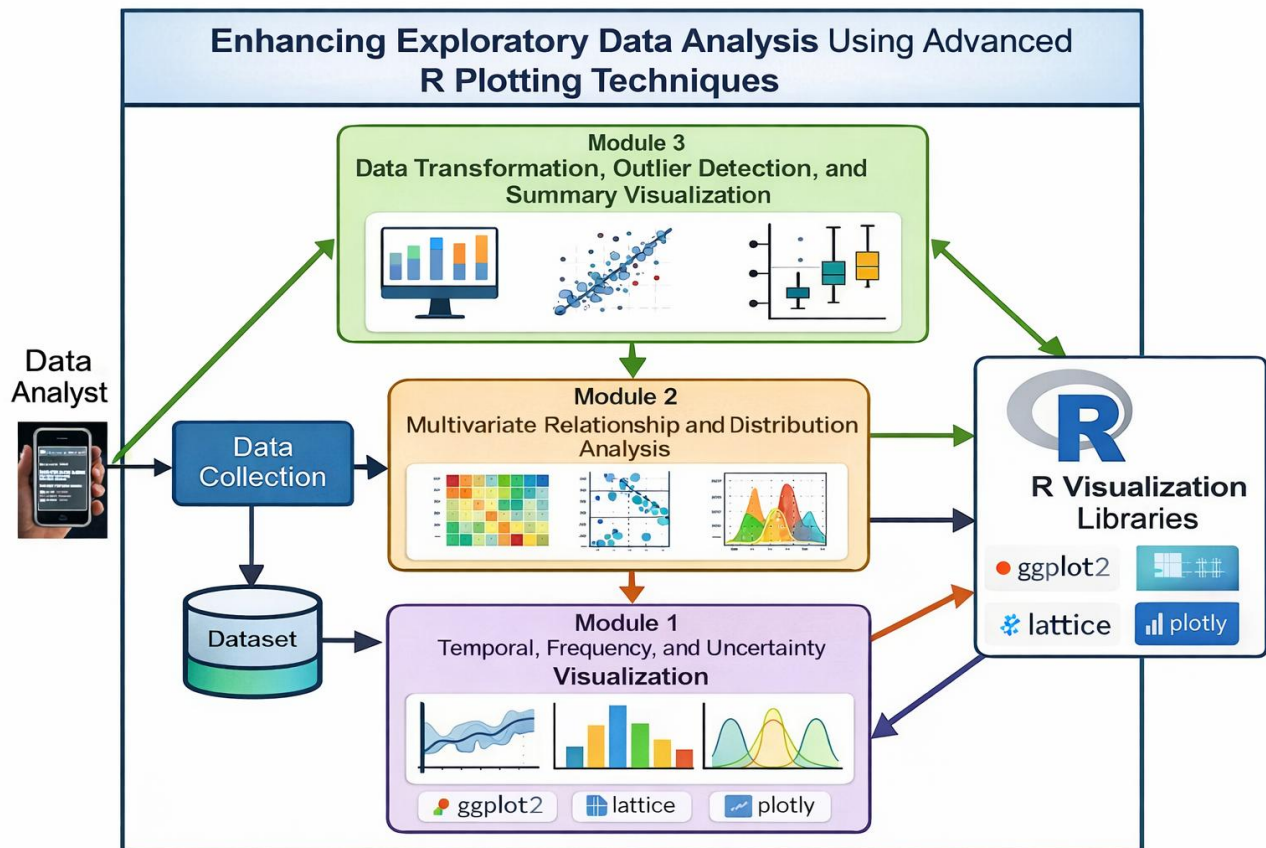 Enhancing Exploratory Data Analysis Using Advanced
R Plotting Techniques
Module 3
Data Transformation, Outlier Detection, and
Summary Visualization
Data
Analyst
Data
Collection
Dataset
Module 2
Multivariate Relationship and Distribution
Analysis
Module 1
Temporal, Frequency, and Uncertainty
Visualization
ggplot2
lattice
plotly
R
R Visualization
Libraries
ggplot2
lattice
plotly